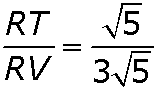 RT/RV = √5/3√5